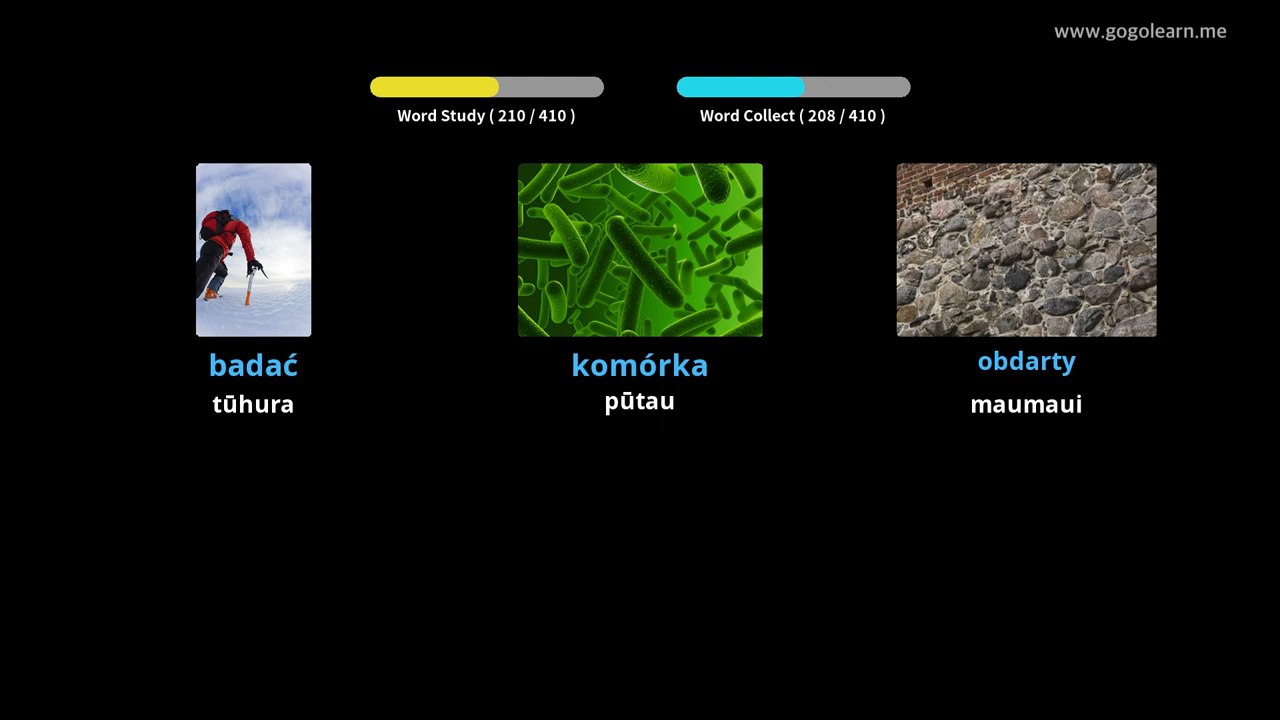 www.gogolearn.me
Word Study ( 210 / 410 )
Word Collect ( 208 / 410 )
badać
tūhura
komórka
pūtau
obdarty
maumaui